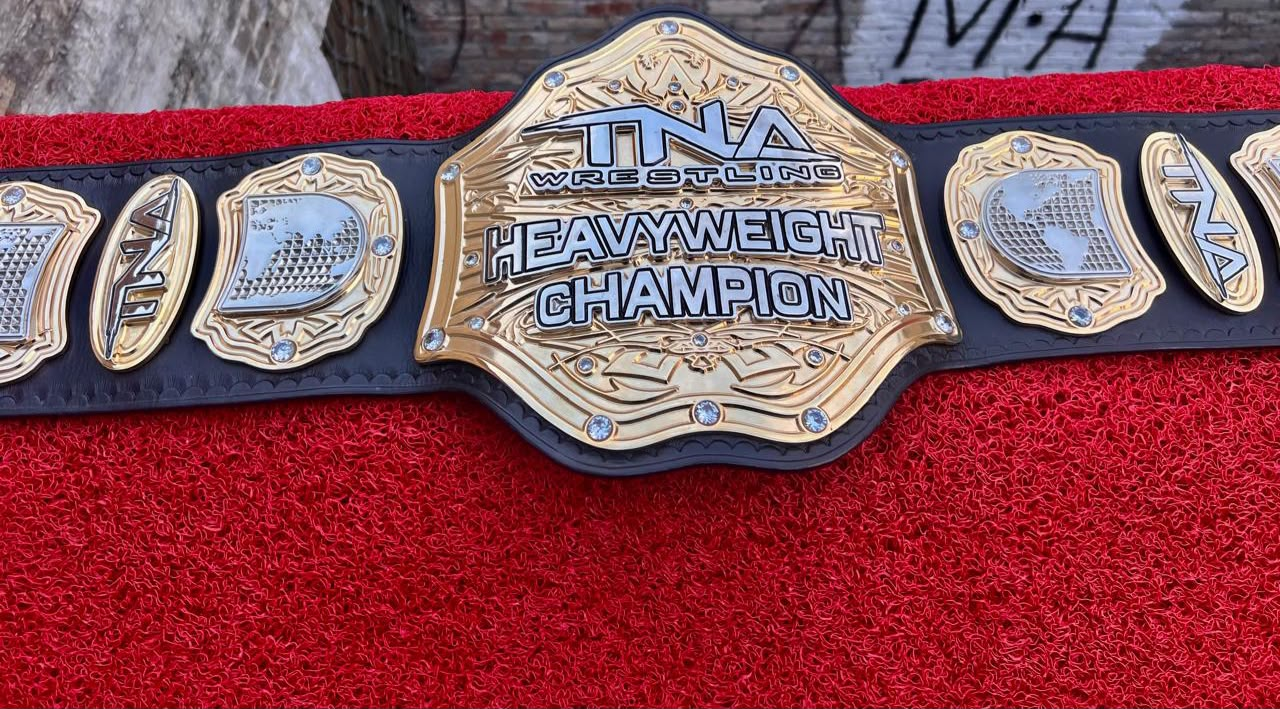 M·A
TNA
WRESTLING
HEAVYWEIGHT
CHAMPION
TNA
TNA